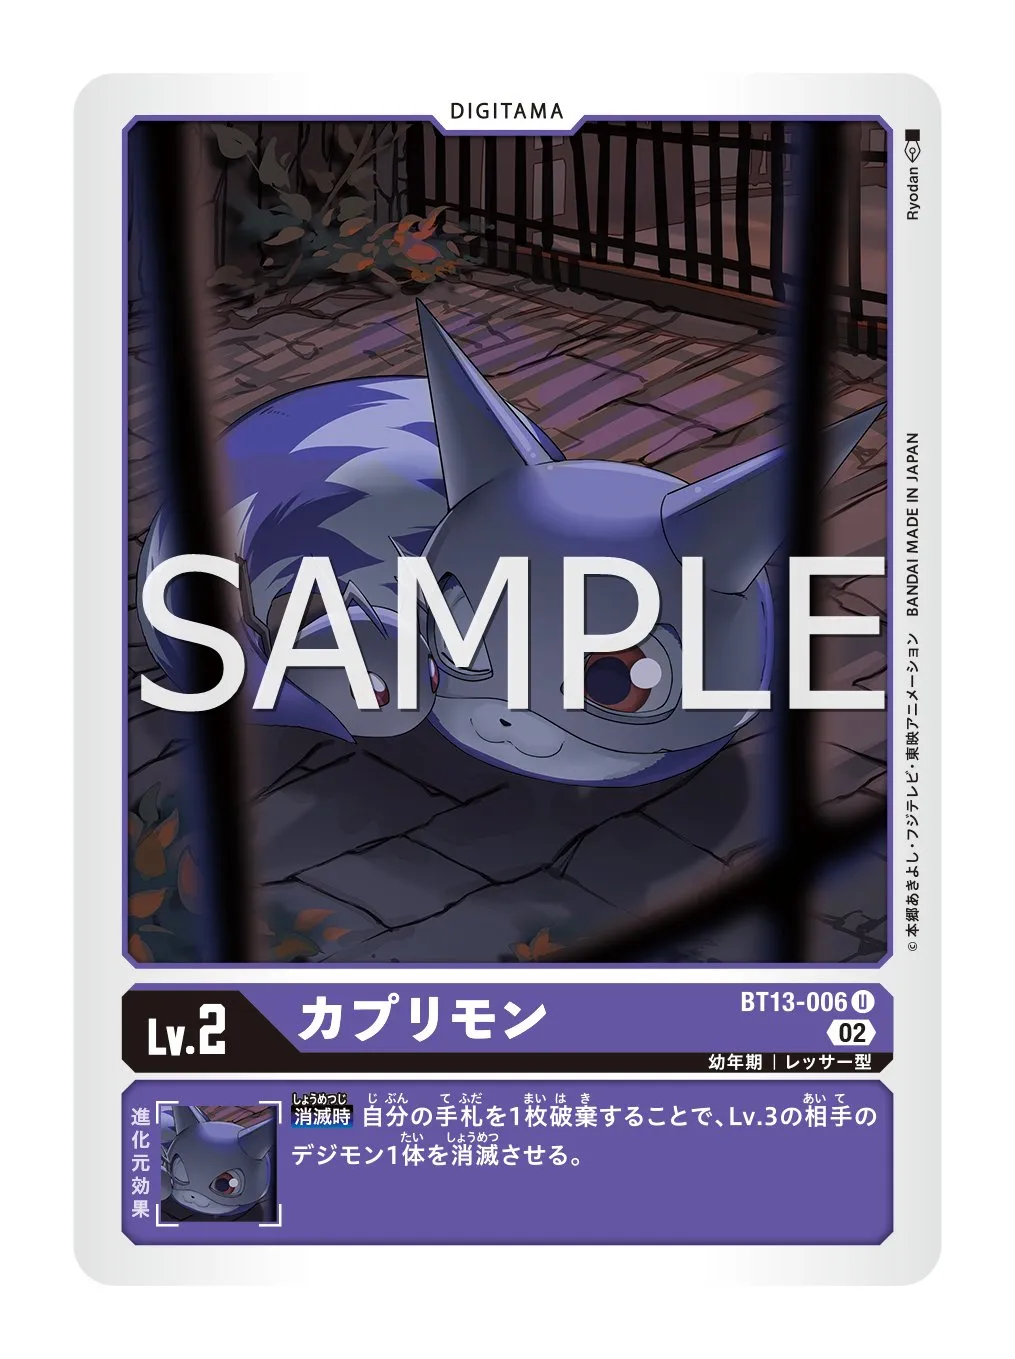 DIGITAMA
Ryodan
SAMPLE
© 本郷あきよし・フジテレビ・東映アニメーション BANDAI MADE IN JAPAN
Lv.2
カプリモン
BT13-006 U
02
幼年期 | レッサー型
進化元効果
しょうめつじ じぶん てふだ まい はき あいて
消滅時 自分の手札を1枚破棄することで、Lv.3の相手の
たい しょうめつ
デジモン1体を消滅させる。